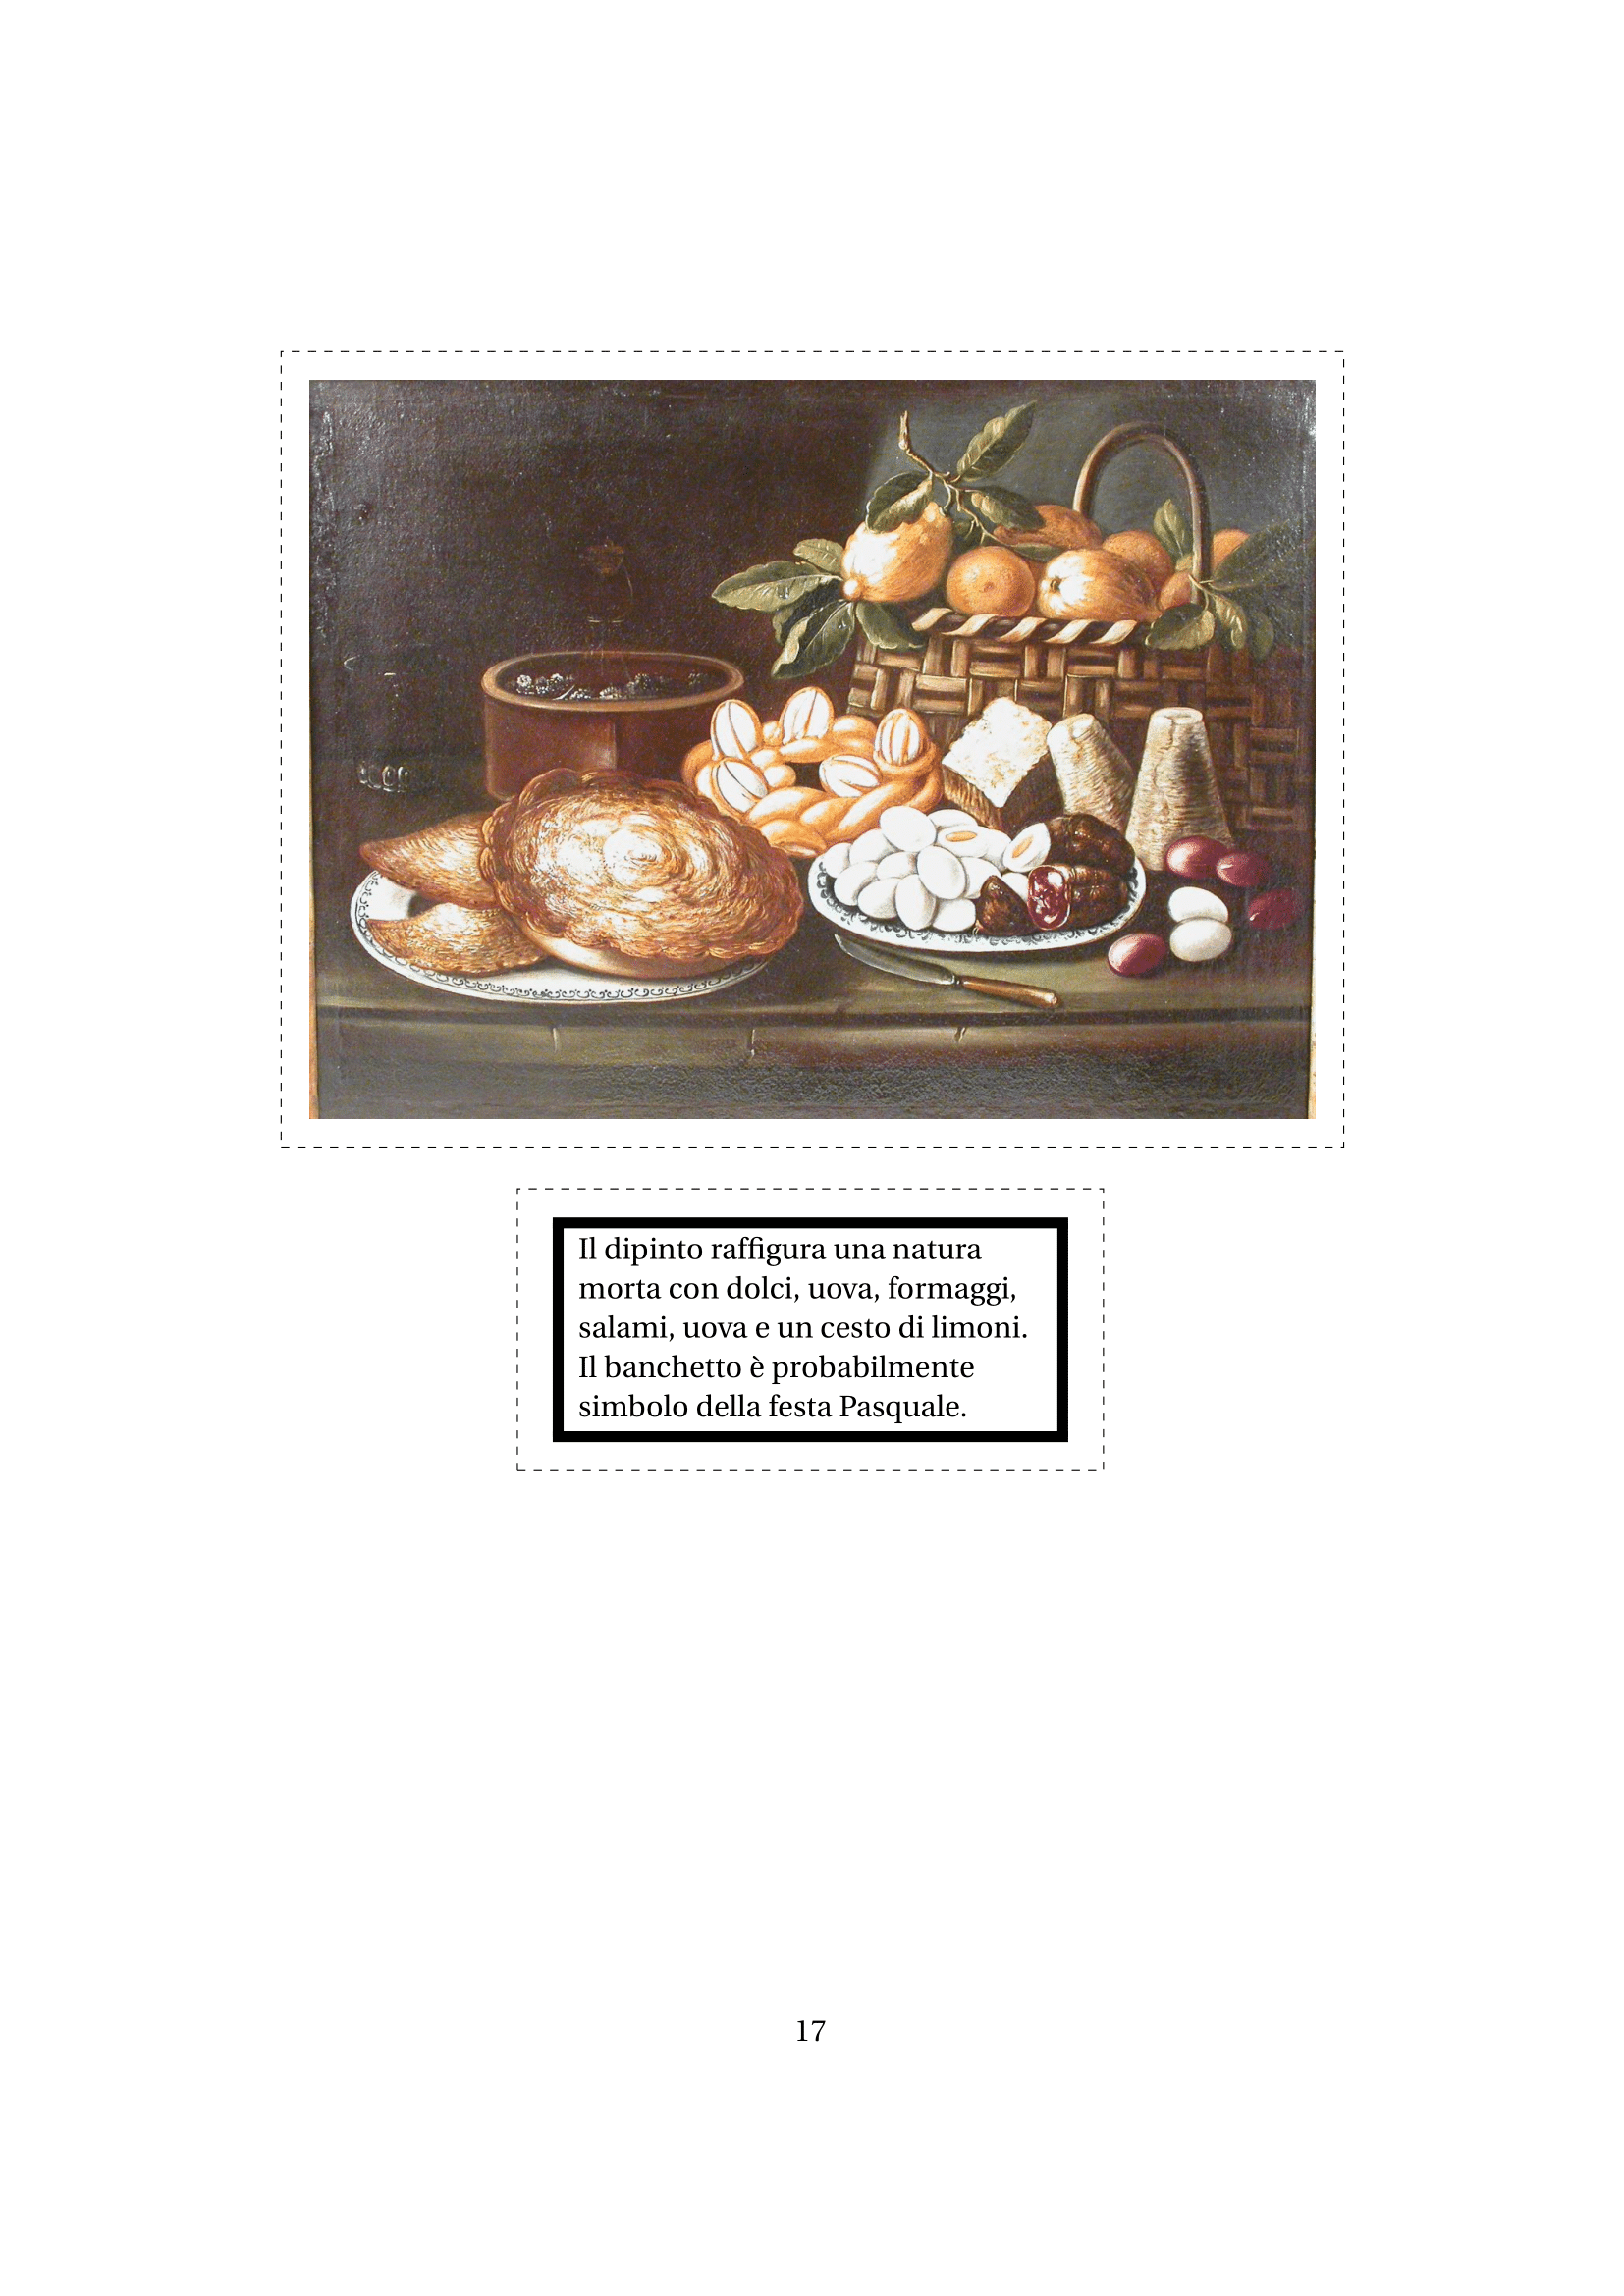 Il dipinto raffigura una natura
morta con dolci, uova, formaggi,
salami, uova e un cesto di limoni.
Il banchetto è probabilmente
simbolo della festa Pasquale.
17